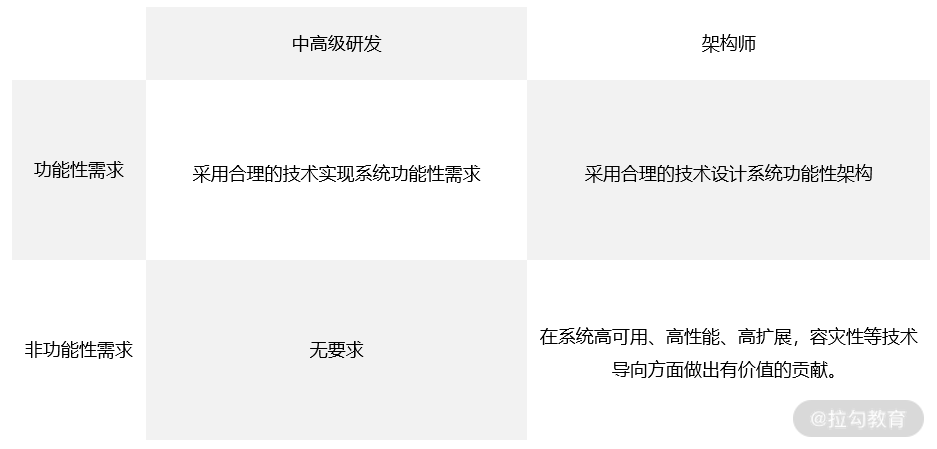 中高级研发
架构师
功能性需求
采用合理的技术实现系统功能性需求
采用合理的技术设计系统功能性架构
非功能性需求
无要求
在系统高可用、高性能、高扩展，容灾性等技术
导向方面做出有价值的贡献。
@拉勾教育